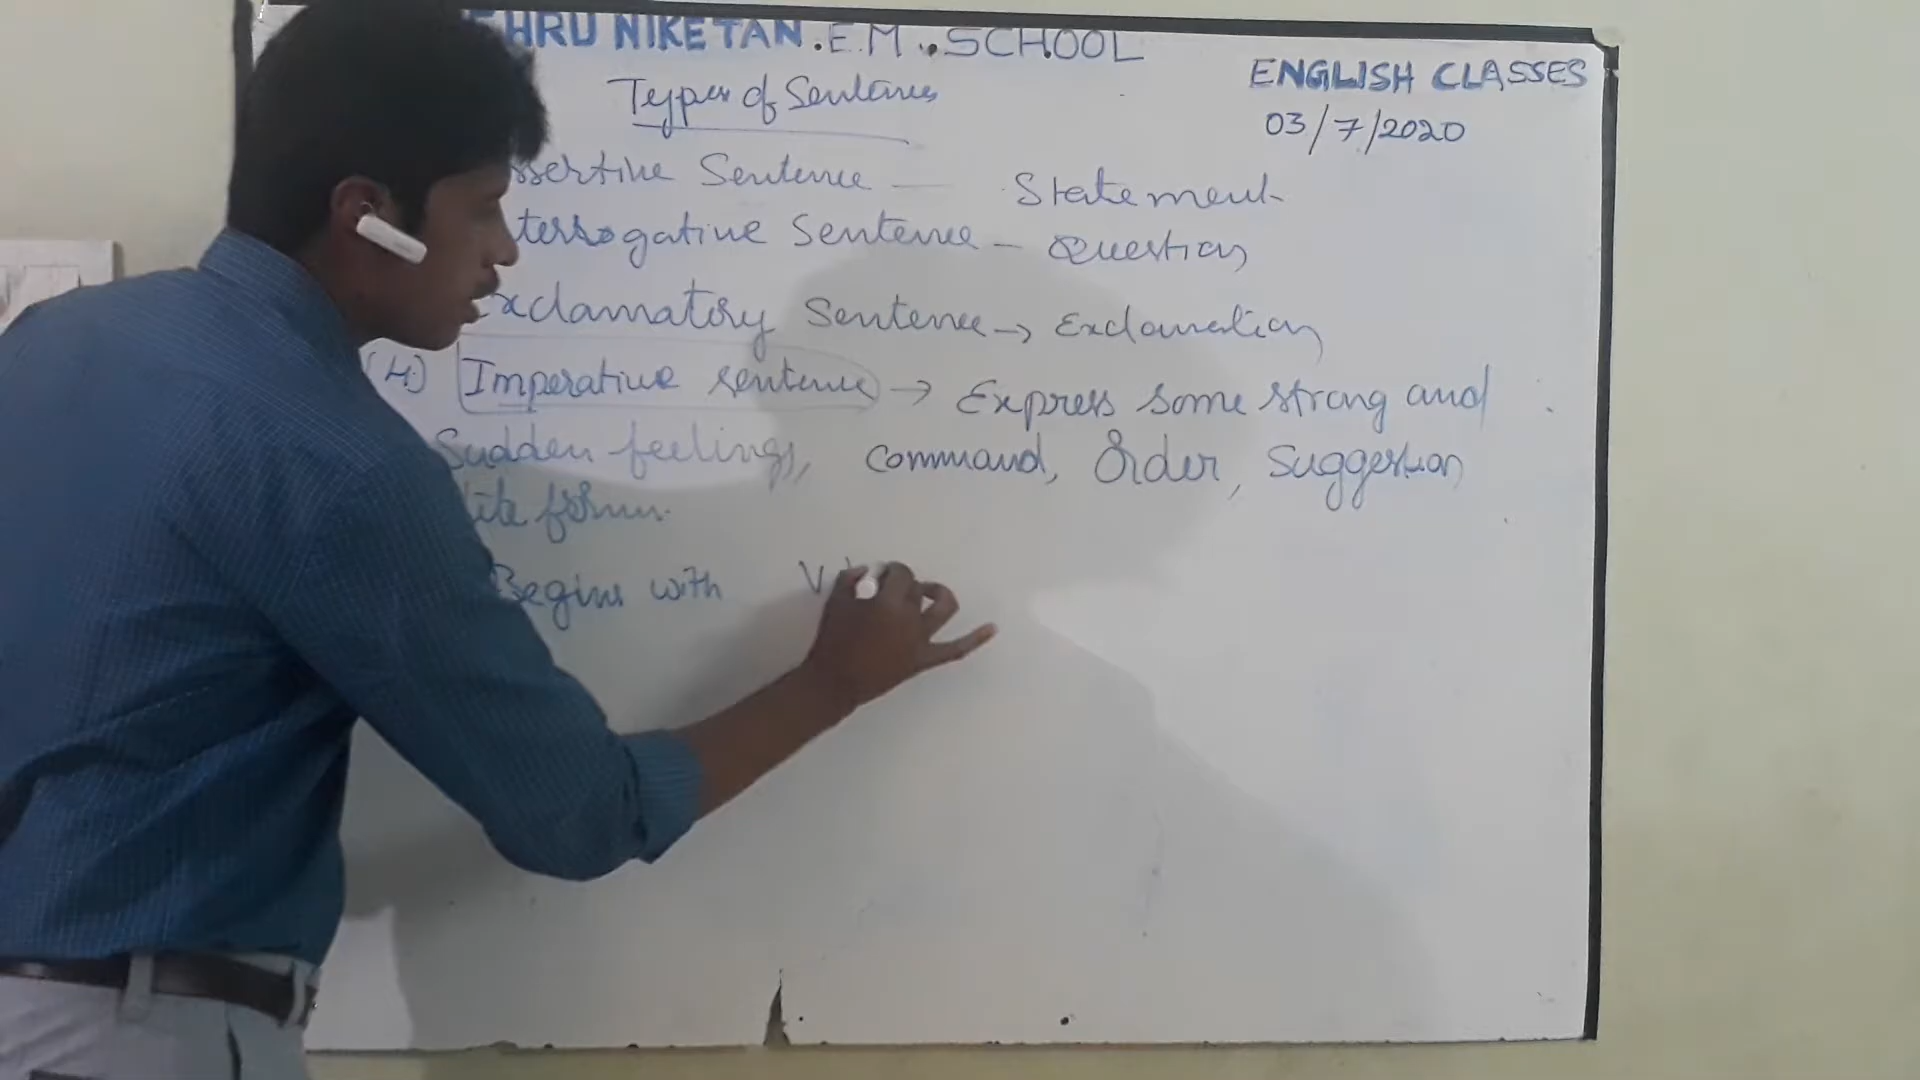 HRU NIKETAN.E.M.SCHOOL
ENGLISH CLASSES
03/7/2020
Types of Sentences
ssertive Sentence — Statement
terrogative Sentence — Question
xclamatory Sentence → Exclamation
(4) Imperative sentence → Express some strong and
Sudden feelings, command, Order, Suggestion
lite form.
Begins with V